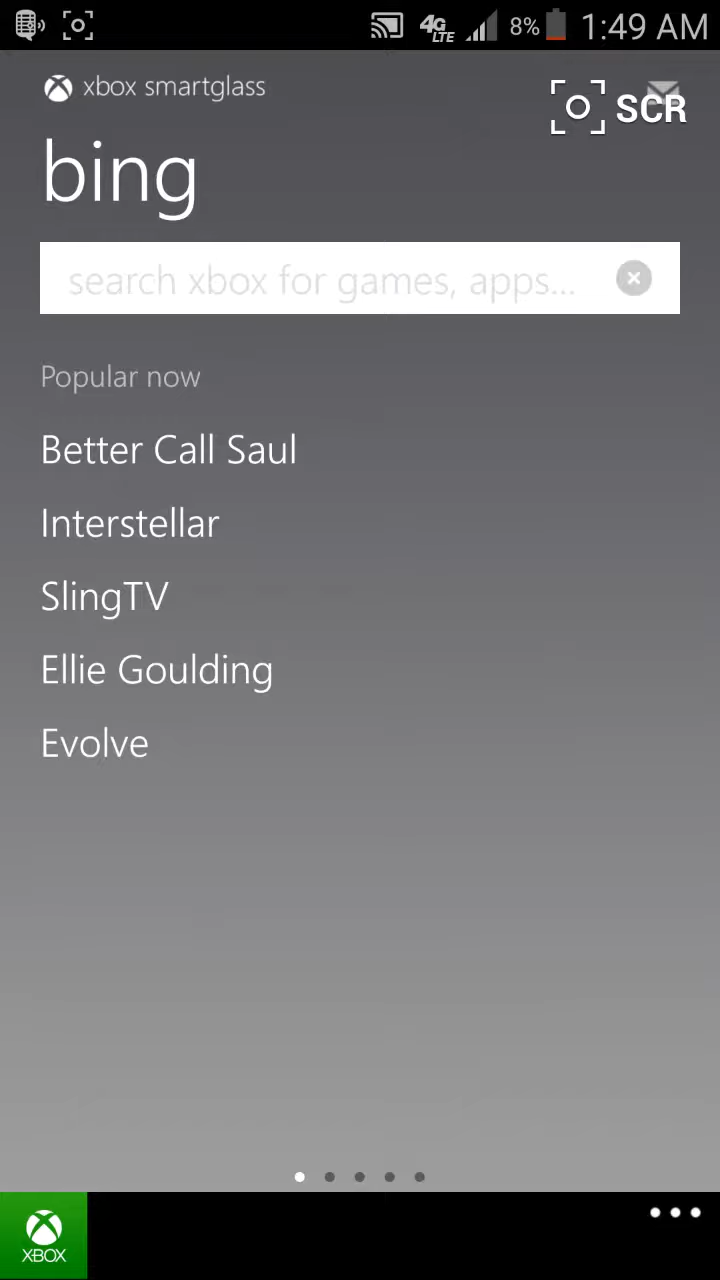 4G LTE 8% 1:49 AM
xbox smartglass
SCR
bing
search xbox for games, apps...
Popular now
Better Call Saul
Interstellar
SlingTV
Ellie Goulding
Evolve
XBOX